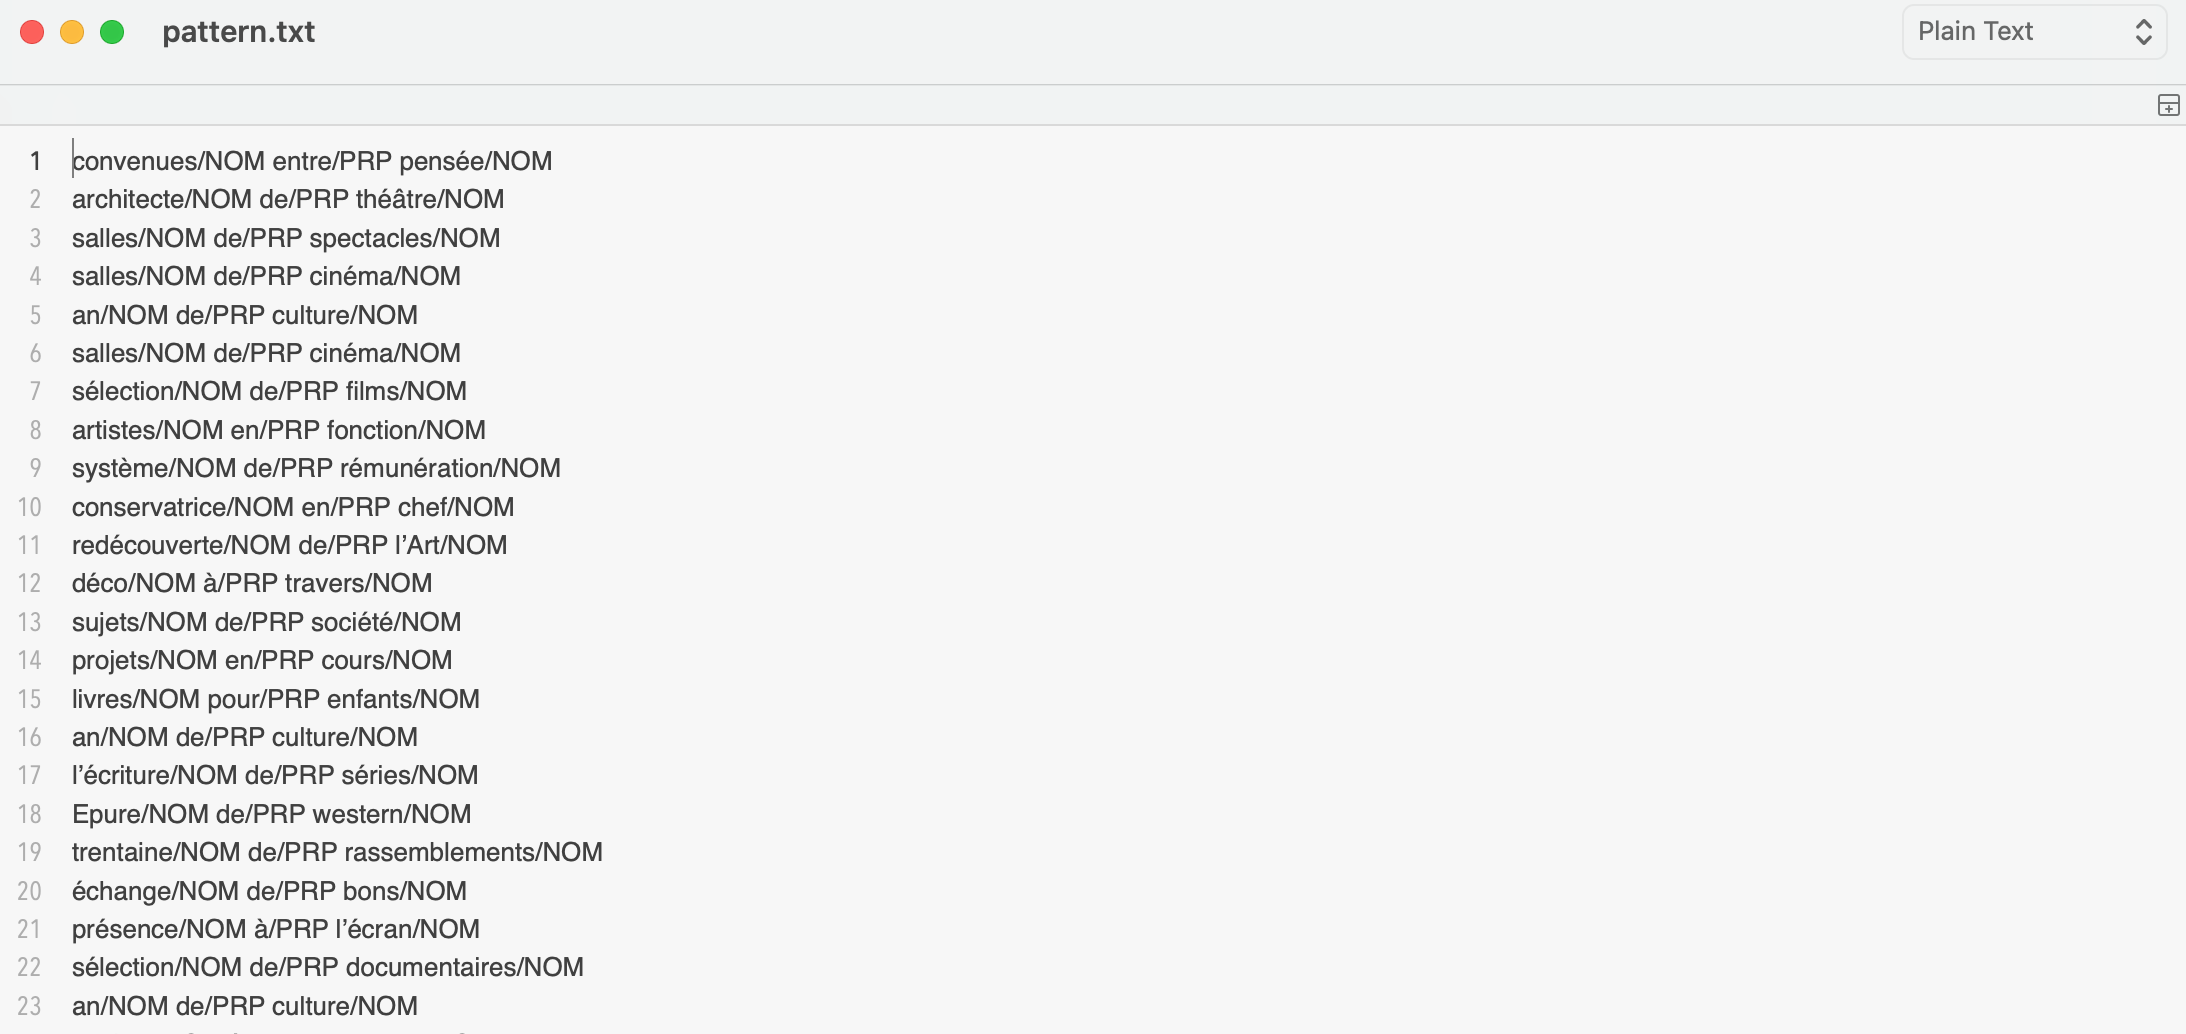 pattern.txt
Plain Text
1 convenues/NOM entre/PRP pensée/NOM
2 architecte/NOM de/PRP théâtre/NOM
3 salles/NOM de/PRP spectacles/NOM
4 salles/NOM de/PRP cinéma/NOM
5 an/NOM de/PRP culture/NOM
6 salles/NOM de/PRP cinéma/NOM
7 sélection/NOM de/PRP films/NOM
8 artistes/NOM en/PRP fonction/NOM
9 système/NOM de/PRP rémunération/NOM
10 conservatrice/NOM en/PRP chef/NOM
11 redécouverte/NOM de/PRP l’Art/NOM
12 déco/NOM à/PRP travers/NOM
13 sujets/NOM de/PRP société/NOM
14 projets/NOM en/PRP cours/NOM
15 livres/NOM pour/PRP enfants/NOM
16 an/NOM de/PRP culture/NOM
17 l’écriture/NOM de/PRP séries/NOM
18 Epure/NOM de/PRP western/NOM
19 trentaine/NOM de/PRP rassemblements/NOM
20 échange/NOM de/PRP bons/NOM
21 présence/NOM à/PRP l’écran/NOM
22 sélection/NOM de/PRP documentaires/NOM
23 an/NOM de/PRP culture/NOM